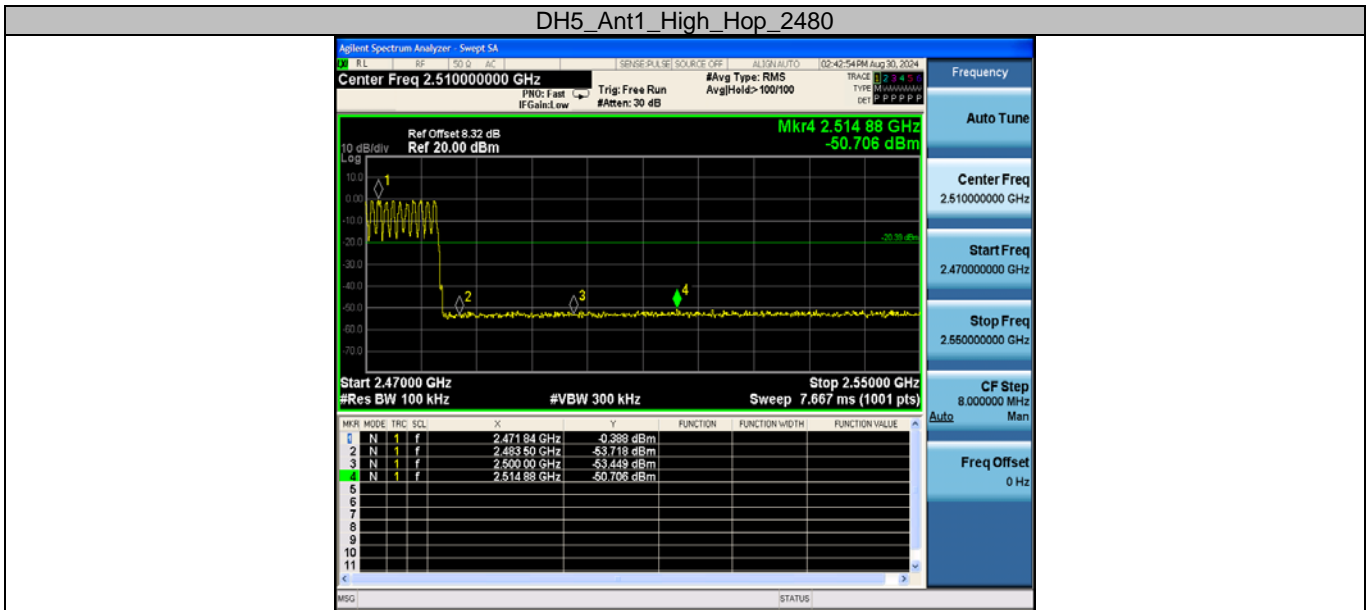 DH5_Ant1_High_Hop_2480
Agilent Spectrum Analyzer - Swept SA
RL RF 50 Ω AC SENSE:PULSE SOURCE OFF ALIGN AUTO 02:42:54 PM Aug 30, 2024
Center Freq 2.510000000 GHz
PNO: Fast
IFGain:Low
Trig: Free Run
#Atten: 30 dB
#Avg Type: RMS
Avg|Hold:>100/100
TRACE 1 2 3 4 5 6
TYPE M
DET P P P P P P
Mkr4 2.514 88 GHz
-50.706 dBm
Ref Offset 8.32 dB
10 dB/div Ref 20.00 dBm
Log
10.0
0.00
-10.0
-20.0
-30.0
-40.0
-50.0
-60.0
-70.0
1
2
3
4
-20.39 dBm
Start 2.47000 GHz Stop 2.55000 GHz
#Res BW 100 kHz #VBW 300 kHz Sweep 7.667 ms (1001 pts)
MKR MODE TRC SCL X Y FUNCTION FUNCTION WIDTH FUNCTION VALUE
1 N 1 f 2.471 84 GHz -0.388 dBm
2 N 1 f 2.483 50 GHz -53.718 dBm
3 N 1 f 2.500 00 GHz -53.449 dBm
4 N 1 f 2.514 88 GHz -50.706 dBm
5
6
7
8
9
10
11
MSG STATUS
Frequency
Auto Tune
Center Freq
2.510000000 GHz
Start Freq
2.470000000 GHz
Stop Freq
2.550000000 GHz
CF Step
8.000000 MHz
Auto Man
Freq Offset
0 Hz